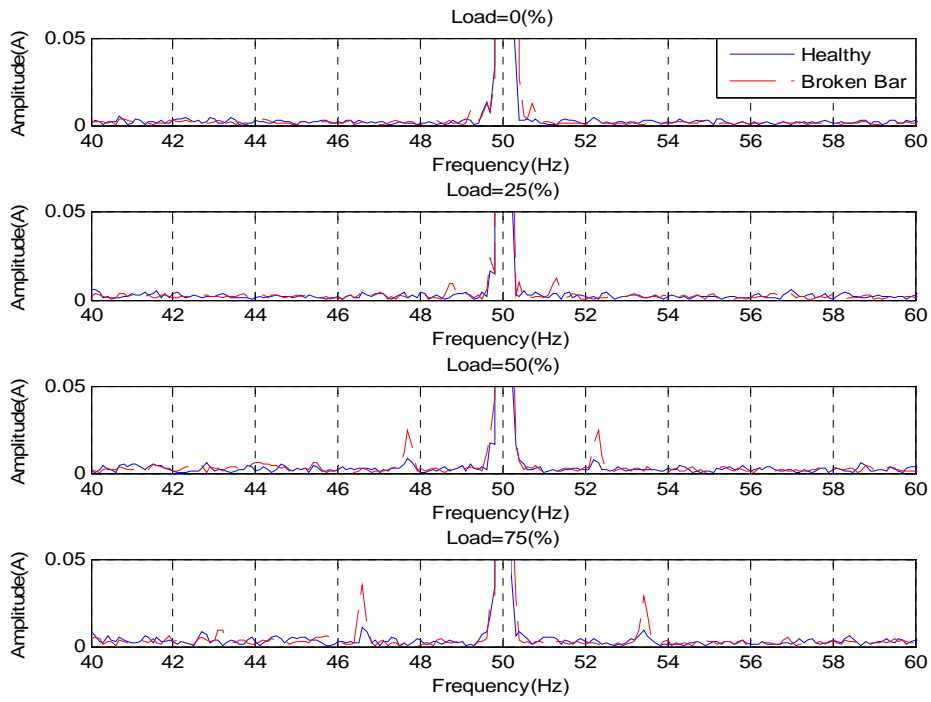 Load=0(%)
0.05
0
Amplitude(A)
Healthy
Broken Bar
40 42 44 46 48 50 52 54 56 58 60
Frequency(Hz)
Load=25(%)
0.05
0
Amplitude(A)
40 42 44 46 48 50 52 54 56 58 60
Frequency(Hz)
Load=50(%)
0.05
0
Amplitude(A)
40 42 44 46 48 50 52 54 56 58 60
Frequency(Hz)
Load=75(%)
0.05
0
Amplitude(A)
40 42 44 46 48 50 52 54 56 58 60
Frequency(Hz)